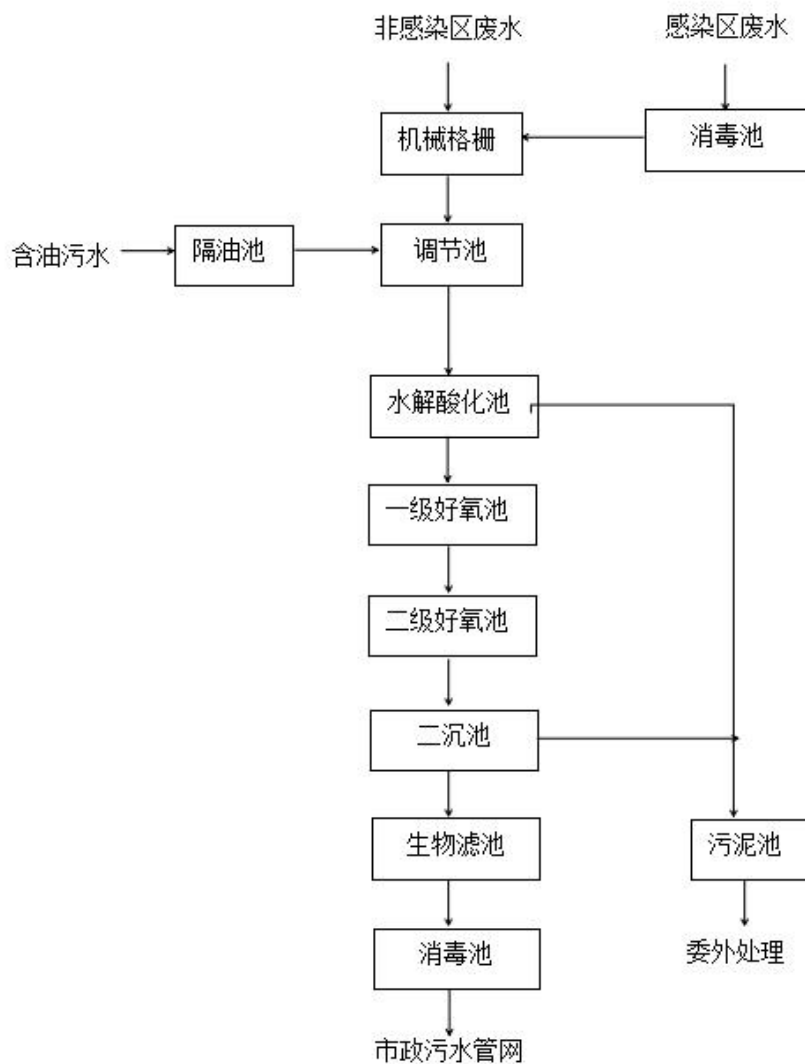 非感染区废水
感染区废水
机械格栅
消毒池
含油污水
隔油池
调节池
水解酸化池
一级好氧池
二级好氧池
二沉池
生物滤池
污泥池
消毒池
委外处理
市政污水管网